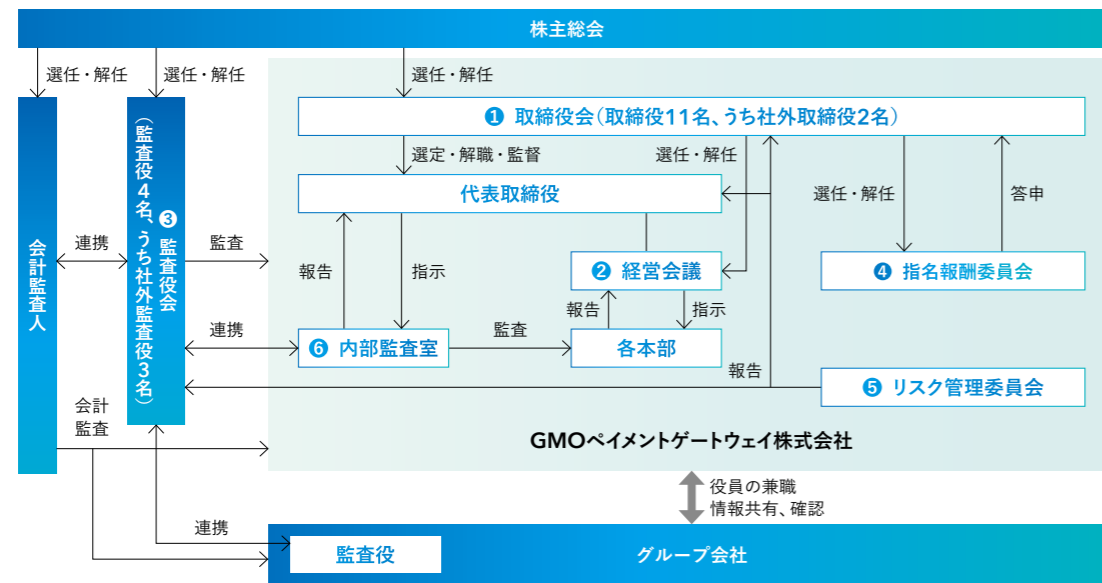 株主総会
選任・解任
選任・解任
選任・解任
❶ 取締役会（取締役11名、うち社外取締役2名）
選定・解職・監督
選任・解任
代表取締役
選任・解任
答申
会計監査人
連携
❸ 監査役会
（監査役4名、うち社外監査役3名）
監査
報告
指示
❷ 経営会議
❹ 指名報酬委員会
報告
指示
連携
❻ 内部監査室
監査
各本部
報告
❺ リスク管理委員会
会計
監査
GMOペイメントゲートウェイ株式会社
役員の兼職
情報共有、確認
連携
監査役
グループ会社